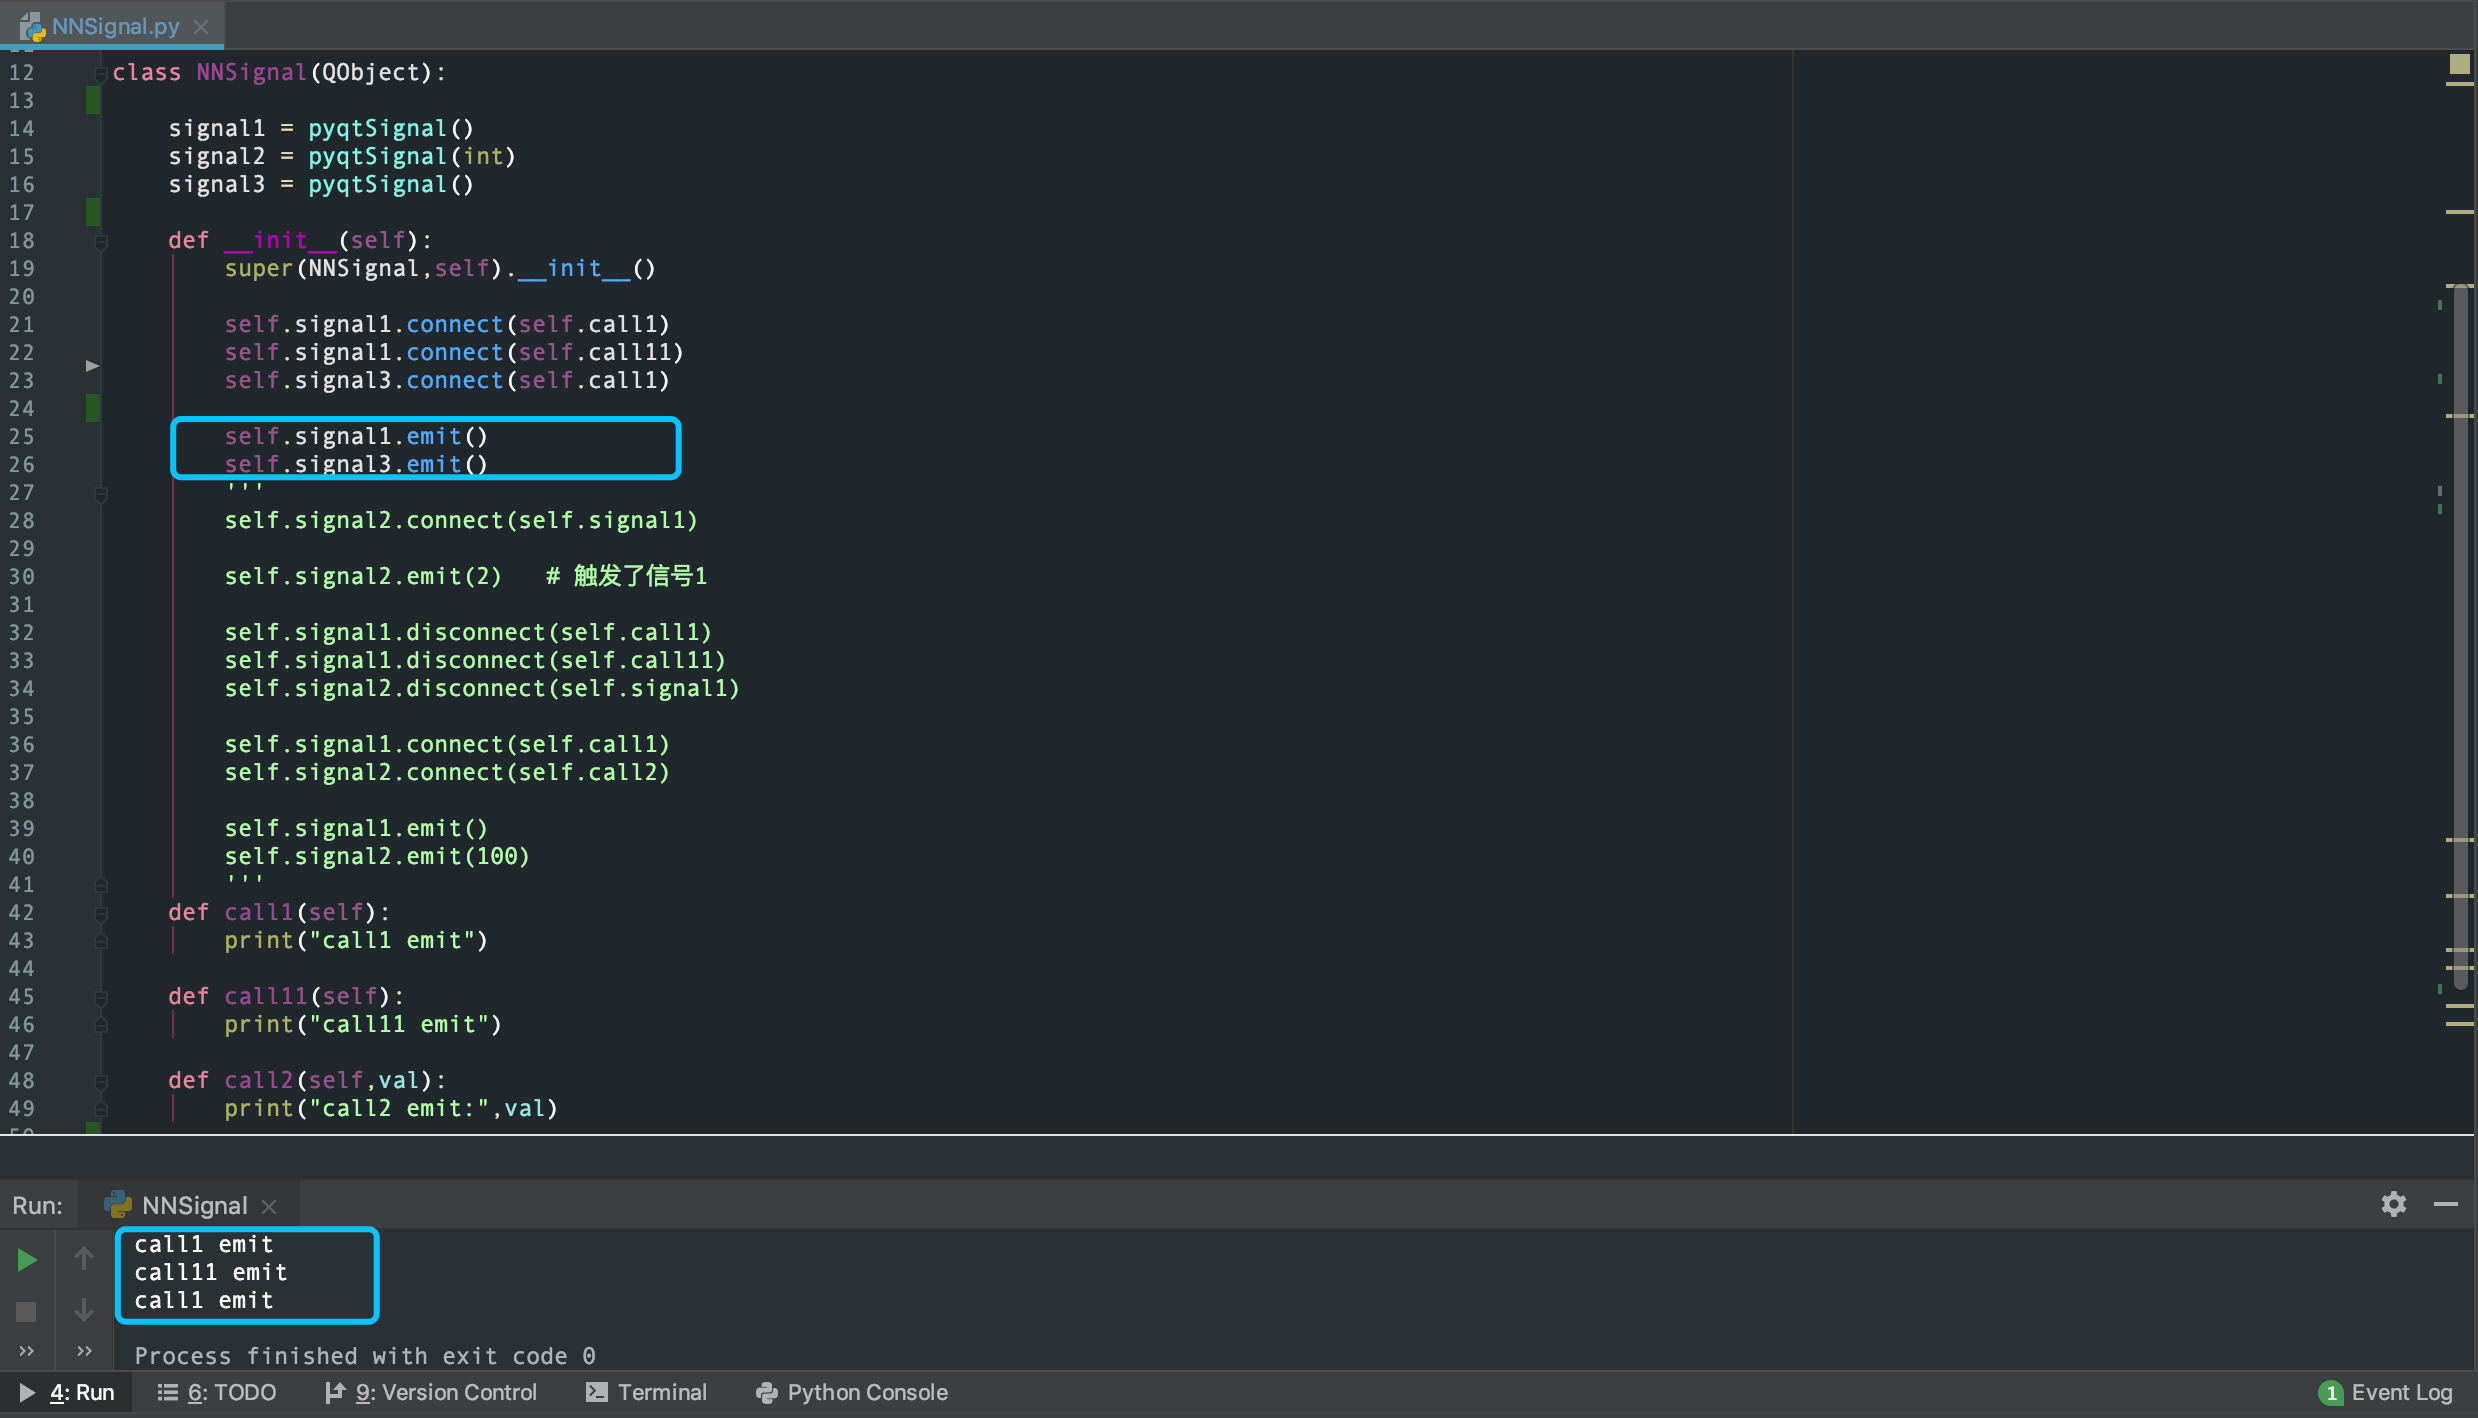 NNSignal.py
12 class NNSignal(QObject):
13
14 signal1 = pyqtSignal()
15 signal2 = pyqtSignal(int)
16 signal3 = pyqtSignal()
17
18 def __init__(self):
19 super(NNSignal,self).__init__()
20
21 self.signal1.connect(self.call1)
22 self.signal1.connect(self.call11)
23 self.signal3.connect(self.call1)
24
25 self.signal1.emit()
26 self.signal3.emit()
27 '''
28 self.signal2.connect(self.signal1)
29
30 self.signal2.emit(2) # 触发了信号1
31
32 self.signal1.disconnect(self.call1)
33 self.signal1.disconnect(self.call11)
34 self.signal2.disconnect(self.signal1)
35
36 self.signal1.connect(self.call1)
37 self.signal2.connect(self.call2)
38
39 self.signal1.emit()
40 self.signal2.emit(100)
41 '''
42 def call1(self):
43 print("call1 emit")
44
45 def call11(self):
46 print("call11 emit")
47
48 def call2(self,val):
49 print("call2 emit:",val)
Run: NNSignal
call1 emit
call11 emit
call1 emit
Process finished with exit code 0
4: Run 6: TODO 9: Version Control Terminal Python Console 1 Event Log